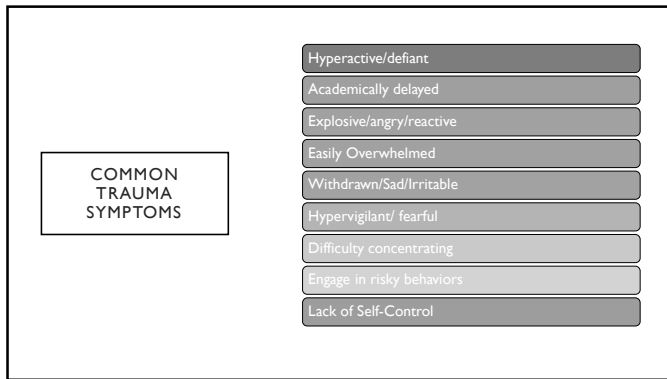 COMMON
TRAUMA
SYMPTOMS
Hyperactive/defiant
Academically delayed
Explosive/angry/reactive
Easily Overwhelmed
Withdrawn/Sad/Irritable
Hypervigilant/ fearful
Difficulty concentrating
Engage in risky behaviors
Lack of Self-Control